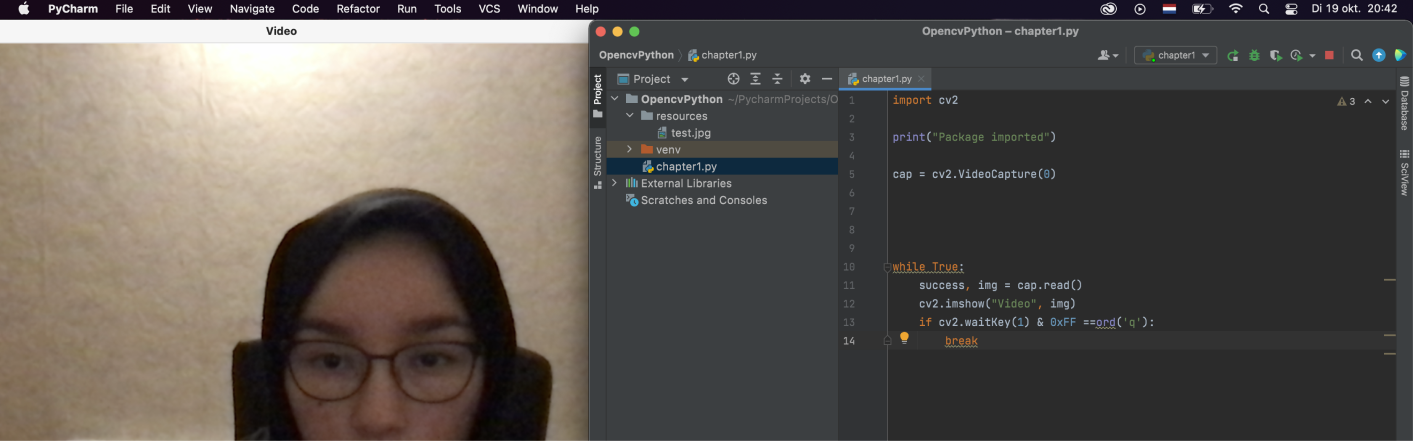 PyCharm File Edit View Navigate Code Refactor Run Tools VCS Window Help Di 19 okt. 20:42
Video
OpencvPython – chapter1.py
OpencvPython chapter1.py chapter1
Project
Project
chapter1.py
OpencvPython ~/PycharmProjects/O
resources
test.jpg
venv
chapter1.py
External Libraries
Scratches and Consoles
Structure
1 import cv2
3
2
3 print("Package imported")
4
5 cap = cv2.VideoCapture(0)
6
7
8
9
10 while True:
11 success, img = cap.read()
12 cv2.imshow("Video", img)
13 if cv2.waitKey(1) & 0xFF ==ord('q'):
14 break
Database
SciView